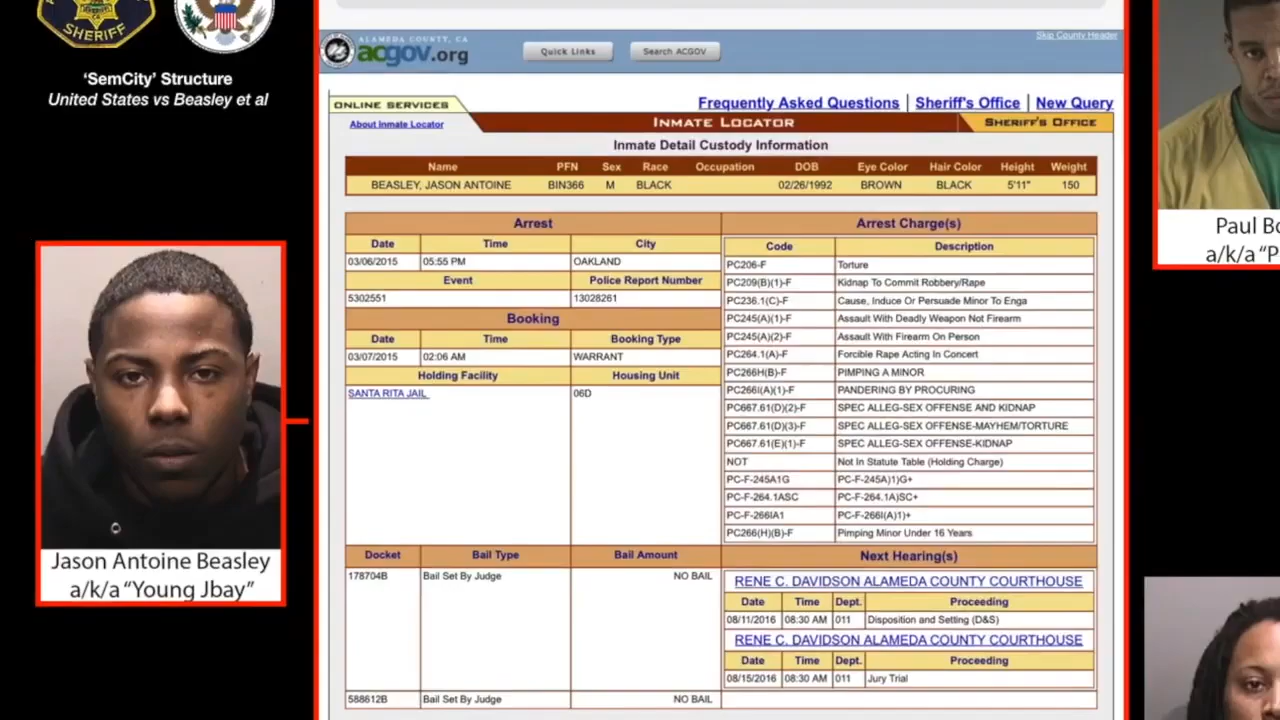 SHERIFF
'SemCity' Structure
United States vs Beasley et al
Jason Antoine Beasley
a/k/a "Young Jbay"
ALAMEDA COUNTY, CA
acgov.org
Quick Links
Search ACGOV
Skip County Header
ONLINE SERVICES
Frequently Asked Questions | Sheriff's Office | New Query
About Inmate Locator
INMATE LOCATOR
SHERIFF'S OFFICE
Inmate Detail Custody Information
Name PFN Sex Race Occupation DOB Eye Color Hair Color Height Weight
BEASLEY, JASON ANTOINE BIN366 M BLACK 02/26/1992 BROWN BLACK 5'11" 150
Arrest
Date Time City
03/06/2015 05:55 PM OAKLAND
Event Police Report Number
5302551 13028261
Booking
Date Time Booking Type
03/07/2015 02:06 AM WARRANT
Holding Facility Housing Unit
SANTA RITA JAIL 06D
Arrest Charge(s)
Code Description
PC206-F Torture
PC209(B)(1)-F Kidnap To Commit Robbery/Rape
PC236.1(C)-F Cause, Induce Or Persuade Minor To Enga
PC245(A)(1)-F Assault With Deadly Weapon Not Firearm
PC245(A)(2)-F Assault With Firearm On Person
PC264.1(A)-F Forcible Rape Acting In Concert
PC266H(B)-F PIMPING A MINOR
PC266I(A)(1)-F PANDERING BY PROCURING
PC667.61(D)(2)-F SPEC ALLEG-SEX OFFENSE AND KIDNAP
PC667.61(D)(3)-F SPEC ALLEG-SEX OFFENSE-MAYHEM/TORTURE
PC667.61(E)(1)-F SPEC ALLEG-SEX OFFENSE-KIDNAP
NOT Not In Statute Table (Holding Charge)
PC-F-245A1G PC-F-245A)1)G+
PC-F-264.1ASC PC-F-264.1A)SC+
PC-F-266IA1 PC-F-266I(A)1)+
PC266(H)(B)-F Pimping Minor Under 16 Years
Docket Bail Type Bail Amount
178704B Bail Set By Judge NO BAIL
588612B Bail Set By Judge NO BAIL
Next Hearing(s)
RENE C. DAVIDSON ALAMEDA COUNTY COURTHOUSE
Date Time Dept. Proceeding
08/11/2016 08:30 AM 011 Disposition and Setting (D&S)
RENE C. DAVIDSON ALAMEDA COUNTY COURTHOUSE
Date Time Dept. Proceeding
08/15/2016 08:30 AM 011 Jury Trial
Paul Bo
a/k/a "P